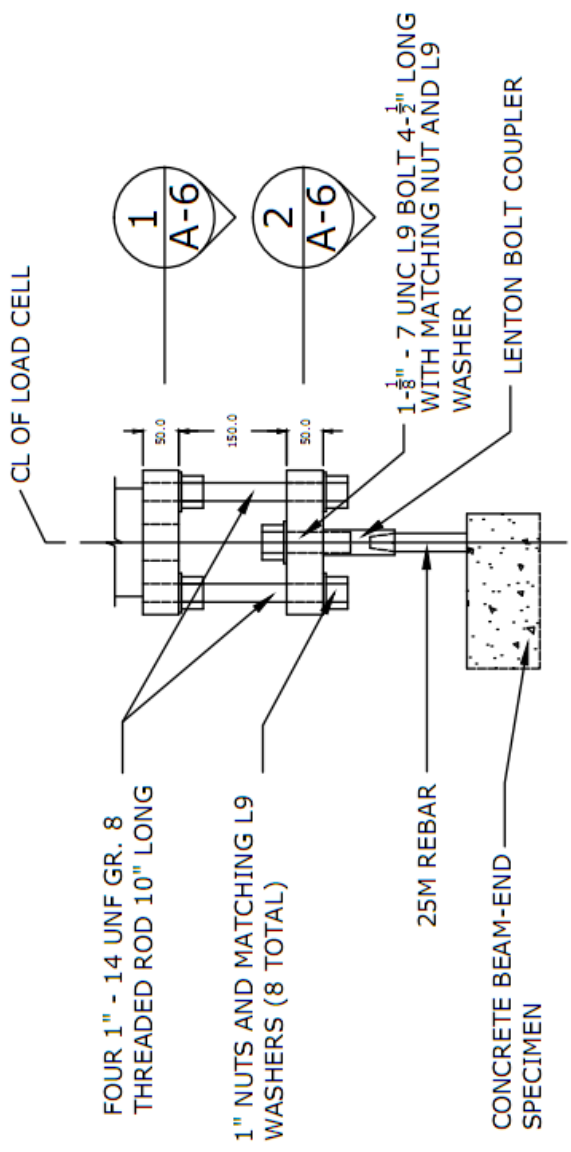 CL OF LOAD CELL
1
A-6
2
A-6
50.0
150.0
50.0
1-1/8" - 7 UNC L9 BOLT 4-1/2" LONG
WITH MATCHING NUT AND L9
WASHER
LENTON BOLT COUPLER
FOUR 1" - 14 UNF GR. 8
THREADED ROD 10" LONG
1" NUTS AND MATCHING L9
WASHERS (8 TOTAL)
25M REBAR
CONCRETE BEAM-END
SPECIMEN